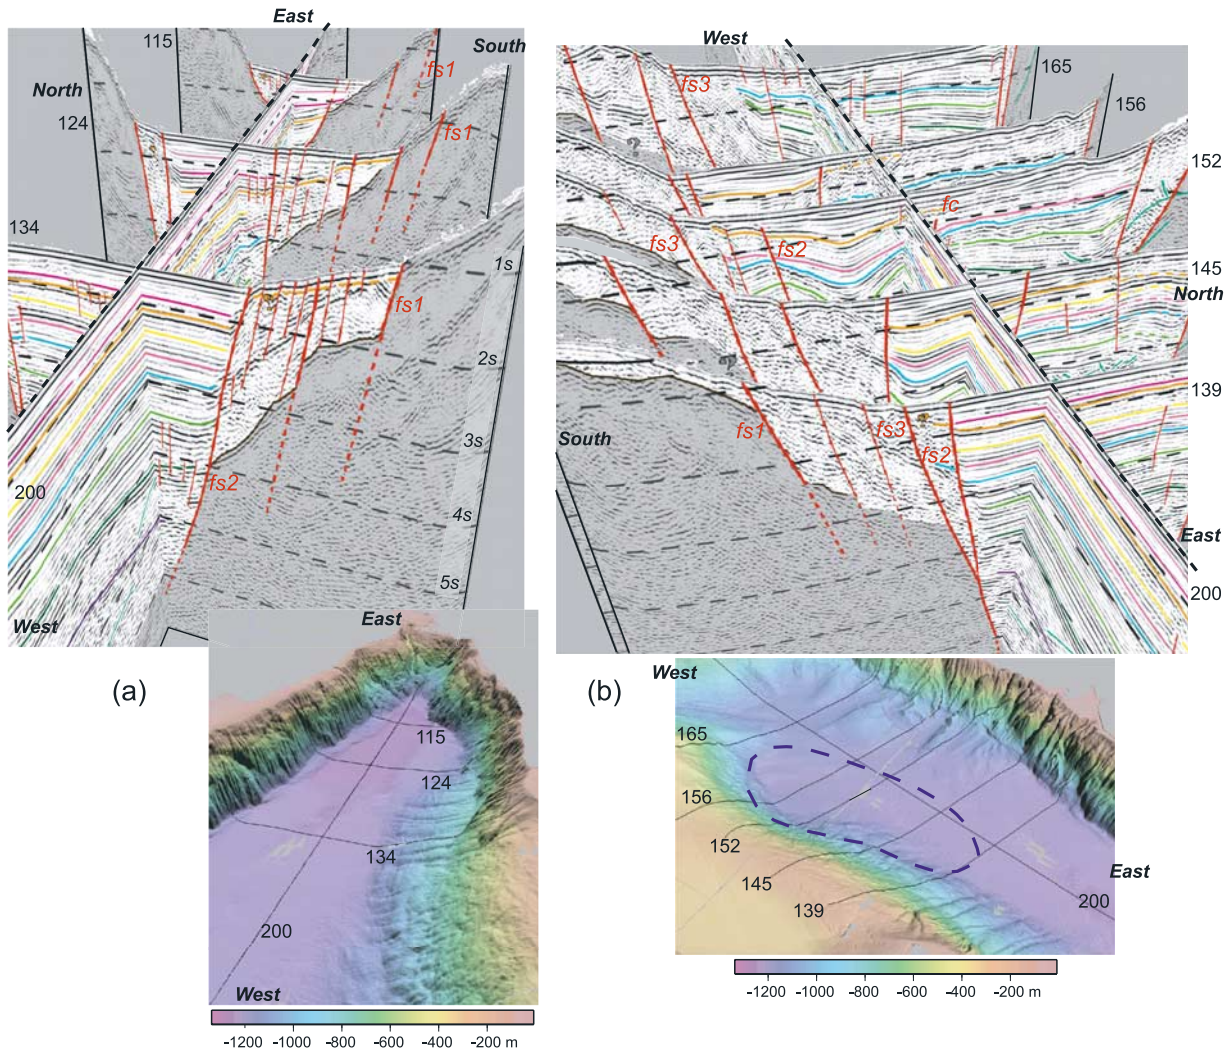 East
115
South
North
fs1
124
fs1
134
1s
fs1
2s
3s
fs2
200
4s
5s
West
West
165
fs3
156
?
152
fc
fs3
fs2
145
North
139
?
fs1
fs3
fs2
South
East
200
(a)
East
115
124
134
200
West
-1200 -1000 -800 -600 -400 -200 m
(b)
West
165
156
152
145
139
East
200
-1200 -1000 -800 -600 -400 -200 m